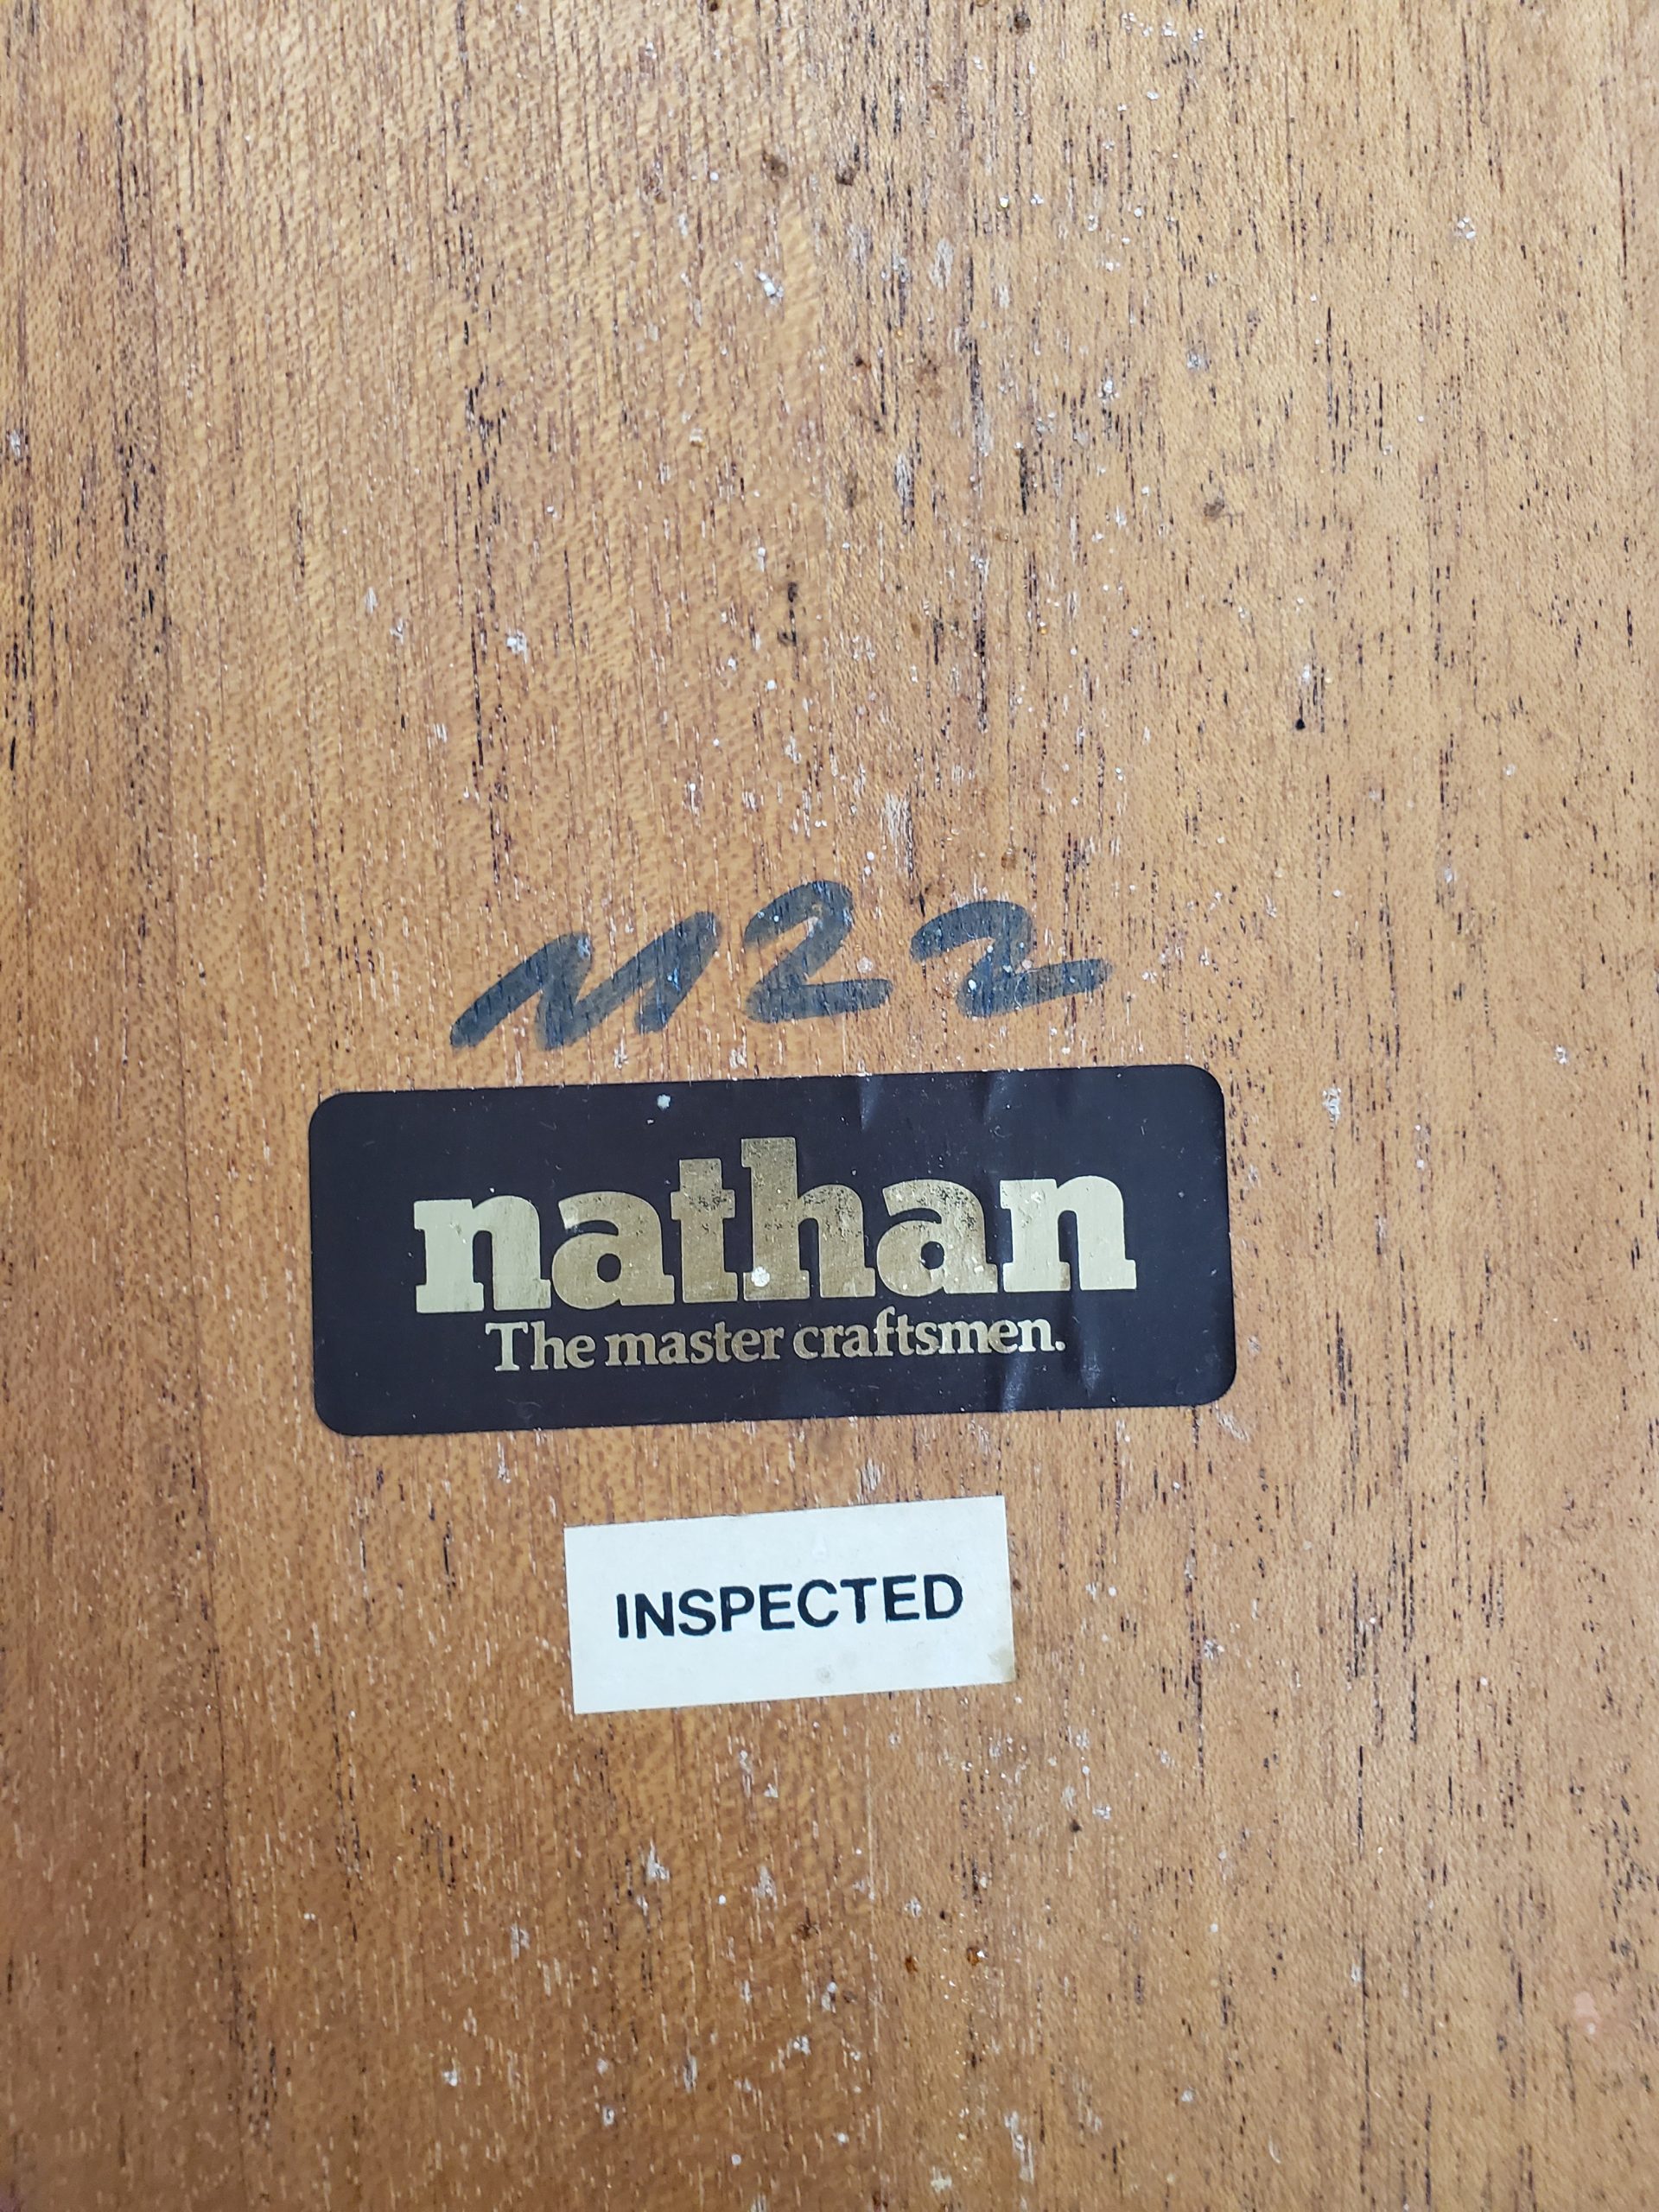 M22
nathan
The master craftsmen.
INSPECTED